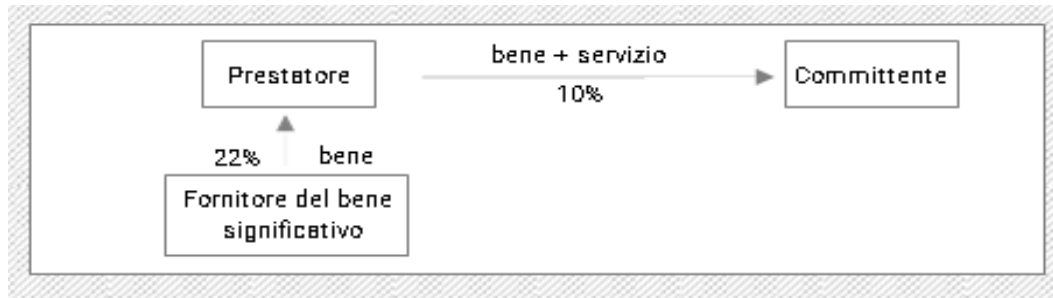 bene + servizio
Prestatore
Committente
10%
22%
bene
Fornitore del bene
significativo